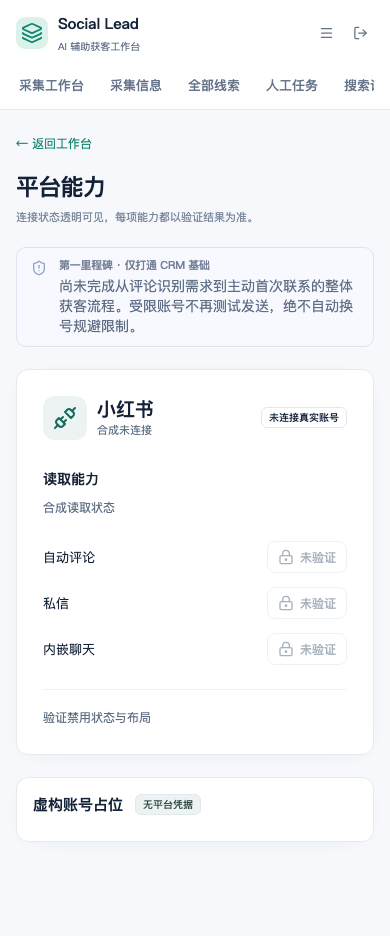 Social Lead
AI 辅助获客工作台
采集工作台 采集信息 全部线索 人工任务 搜索
← 返回工作台
平台能力
连接状态透明可见，每项能力都以验证结果为准。
第一里程碑 · 仅打通 CRM 基础
尚未完成从评论识别需求到主动首次联系的整体
获客流程。受限账号不再测试发送，绝不自动换
号规避限制。
小红书
合成未连接
未连接真实账号
读取能力
合成读取状态
自动评论 未验证
私信 未验证
内嵌聊天 未验证
验证禁用状态与布局
虚构账号占位 无平台凭据